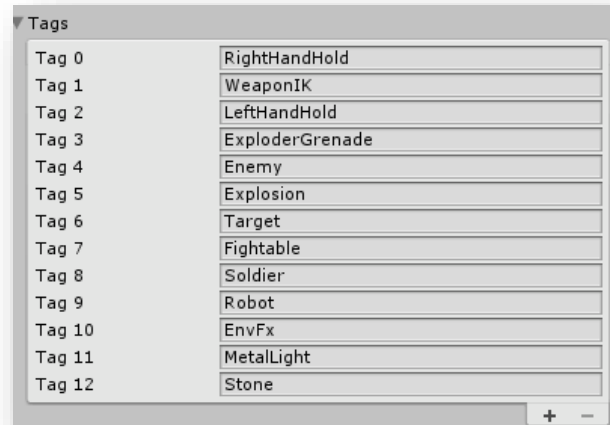 Tags
Tag 0 RightHandHold
Tag 1 WeaponIK
Tag 2 LeftHandHold
Tag 3 ExploderGrenade
Tag 4 Enemy
Tag 5 Explosion
Tag 6 Target
Tag 7 Fightable
Tag 8 Soldier
Tag 9 Robot
Tag 10 EnvFx
Tag 11 MetalLight
Tag 12 Stone
+ −